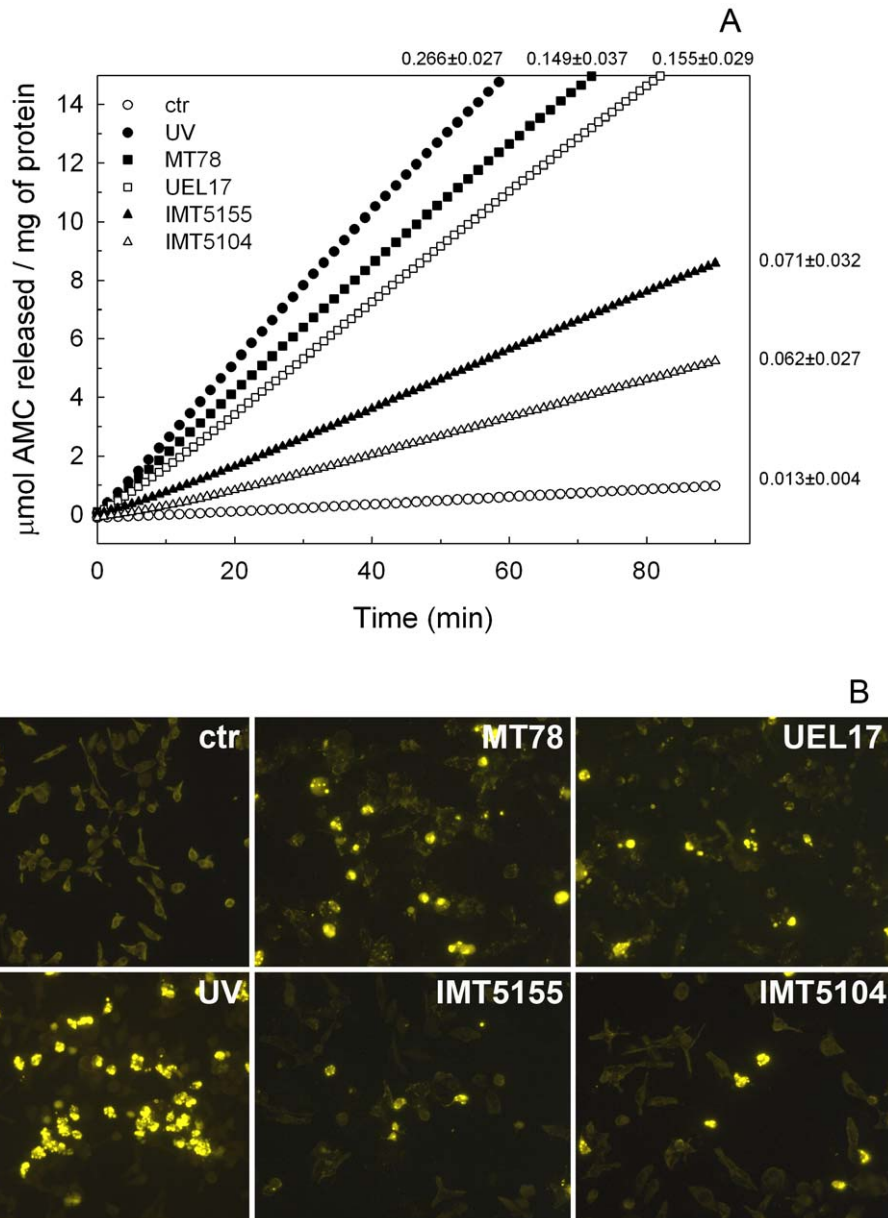 A
0.266±0.027 0.149±0.037 0.155±0.029
14
12
10
8
6
4
2
0
μmol AMC released / mg of protein
ctr
UV
MT78
UEL17
IMT5155
IMT5104
0.071±0.032
0.062±0.027
0.013±0.004
0 20 40 60 80
Time (min)
B
ctr MT78 UEL17
UV IMT5155 IMT5104